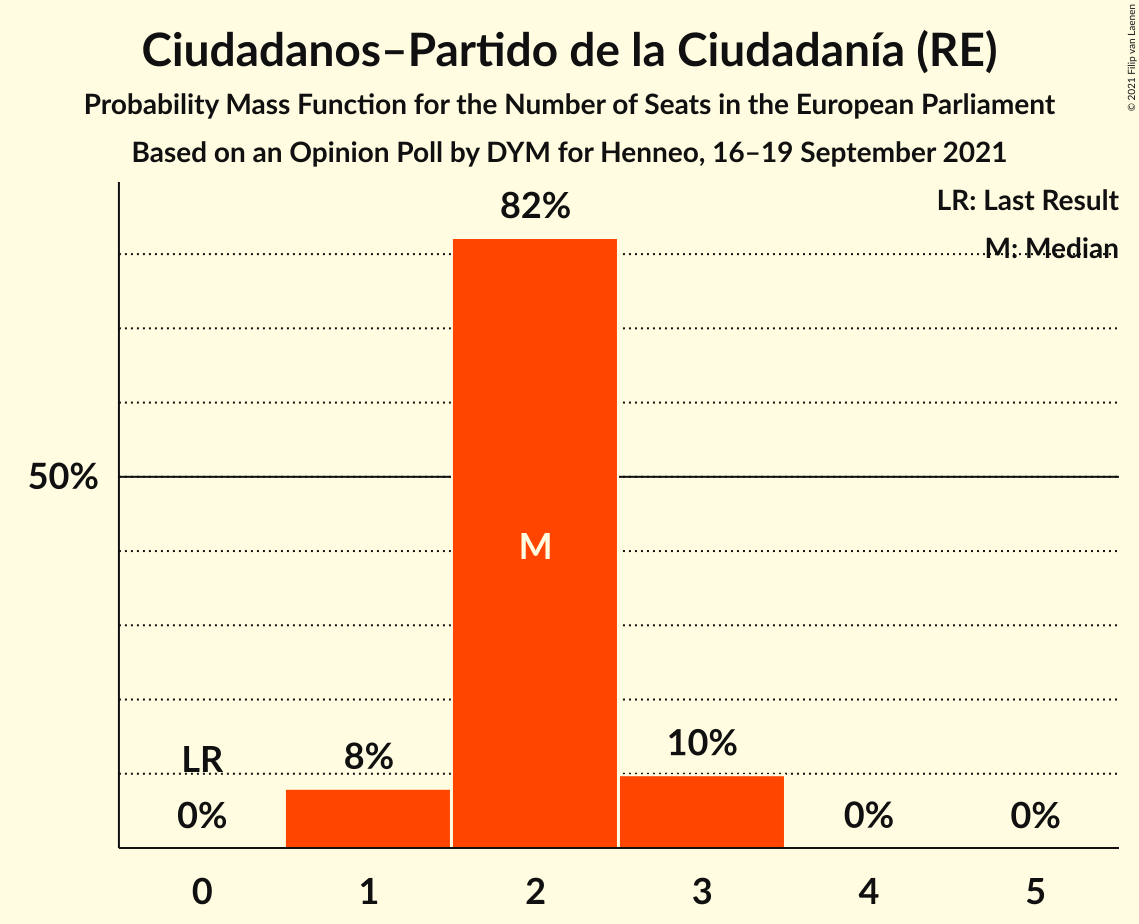 Ciudadanos–Partido de la Ciudadanía (RE)
Probability Mass Function for the Number of Seats in the European Parliament
Based on an Opinion Poll by DYM for Henneo, 16–19 September 2021
© 2021 Filip van Laenen
LR: Last Result
M: Median
82%
50%
M
LR
0%
8%
10%
0%
0%
0
1
2
3
4
5